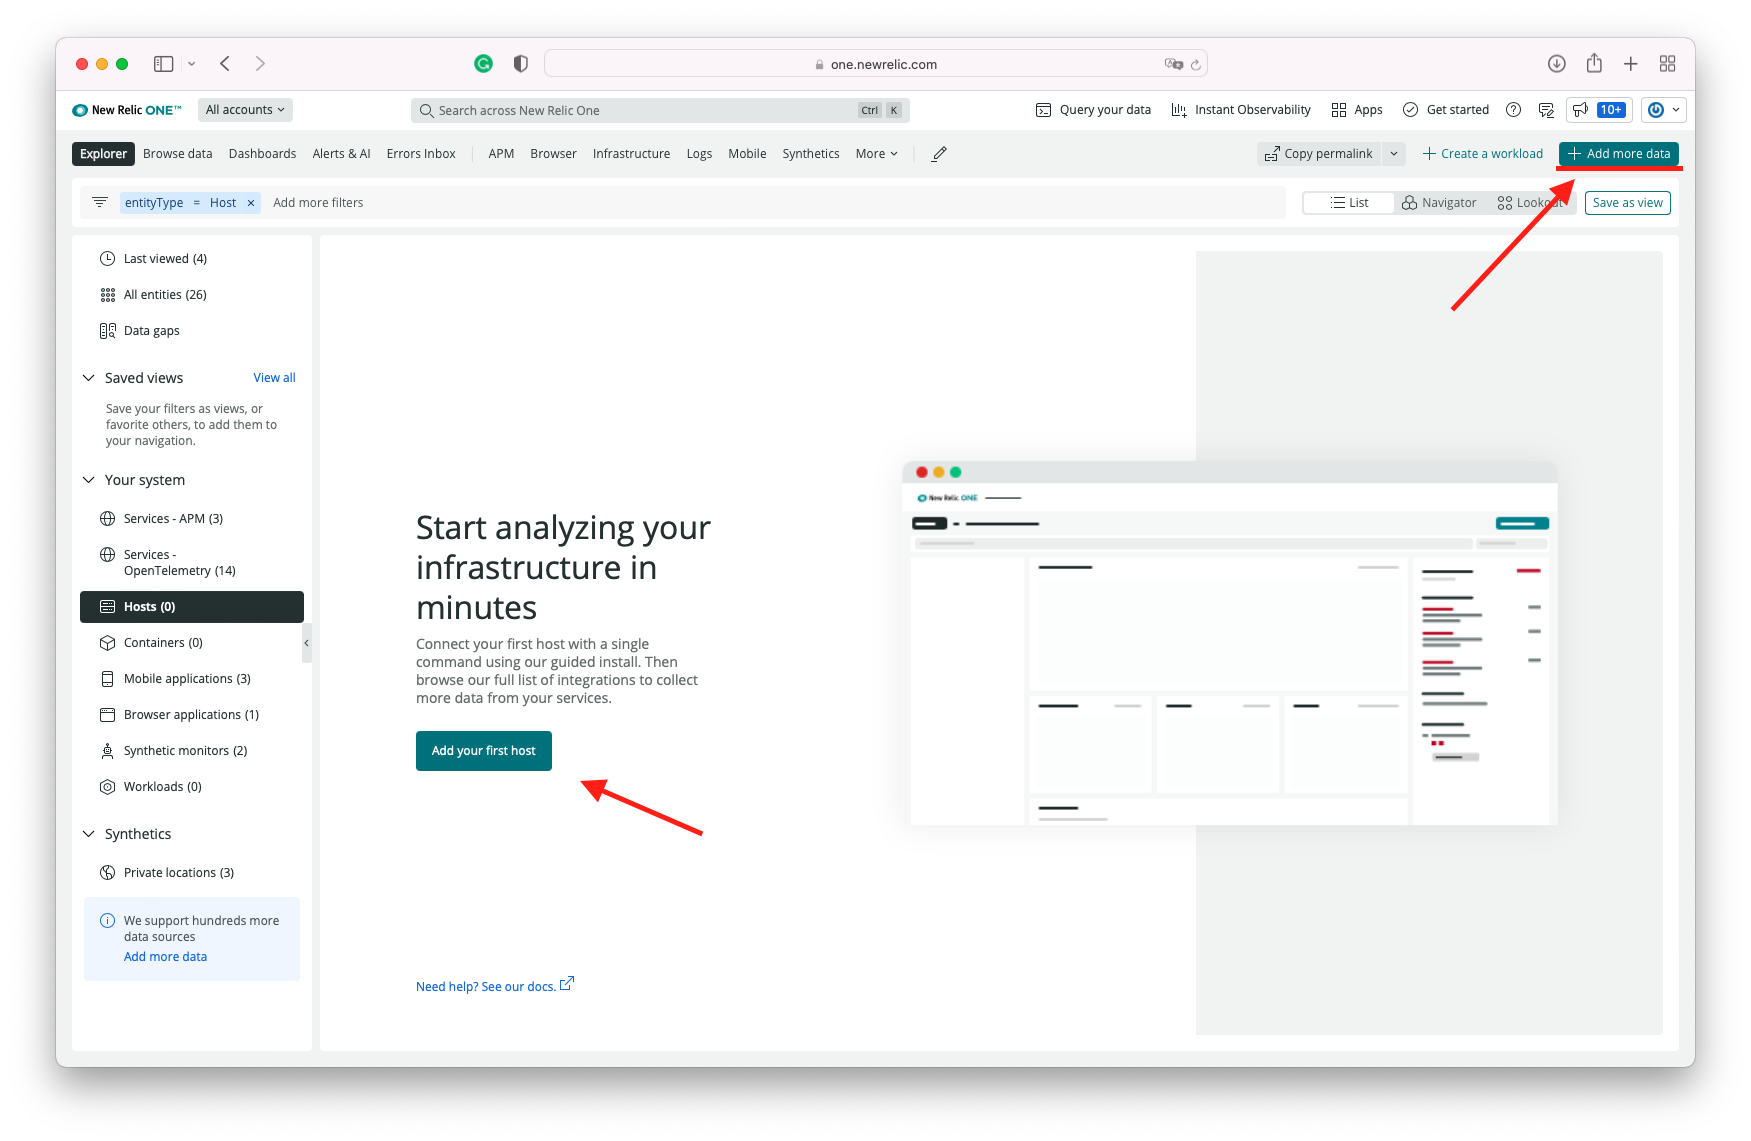 one.newrelic.com
New Relic ONE™
All accounts
Search across New Relic One
Ctrl K
Query your data
Instant Observability
Apps
Get started
10+
Explorer
Browse data
Dashboards
Alerts & AI
Errors Inbox
APM
Browser
Infrastructure
Logs
Mobile
Synthetics
More
Copy permalink
Create a workload
Add more data
entityType = Host ×
Add more filters
List
Navigator
Lookout
Save as view
Last viewed (4)
All entities (26)
Data gaps
Saved views
View all
Save your filters as views, or
favorite others, to add them to
your navigation.
Your system
Services - APM (3)
Services -
OpenTelemetry (14)
Hosts (0)
Containers (0)
Mobile applications (3)
Browser applications (1)
Synthetic monitors (2)
Workloads (0)
Synthetics
Private locations (3)
We support hundreds more
data sources
Add more data
Start analyzing your
infrastructure in
minutes
Connect your first host with a single
command using our guided install. Then
browse our full list of integrations to collect
more data from your services.
Add your first host
Need help? See our docs.
New Relic ONE